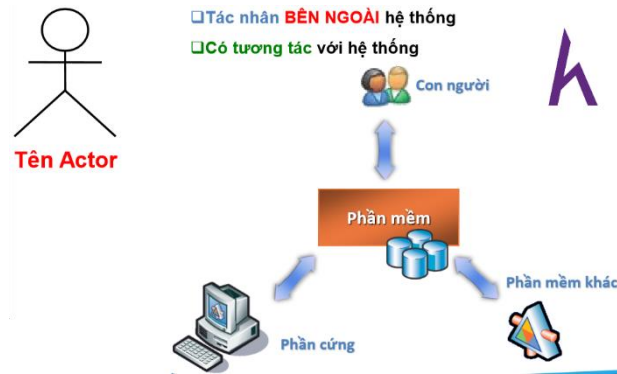 ❑Tác nhân BÊN NGOÀI hệ thống
❑Có tương tác với hệ thống
Con người
Tên Actor
Phần mềm
Phần mềm khác
Phần cứng